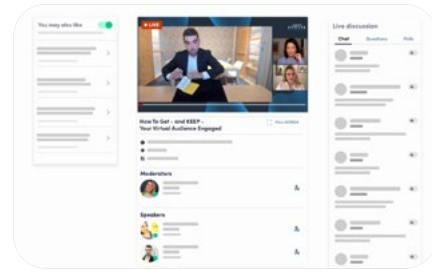 You may also like
LIVE
How To Get - and KEEP -
Your Virtual Audience Engaged
FULL SCREEN
Moderators
Speakers
Live discussion
Chat
Questions
Polls